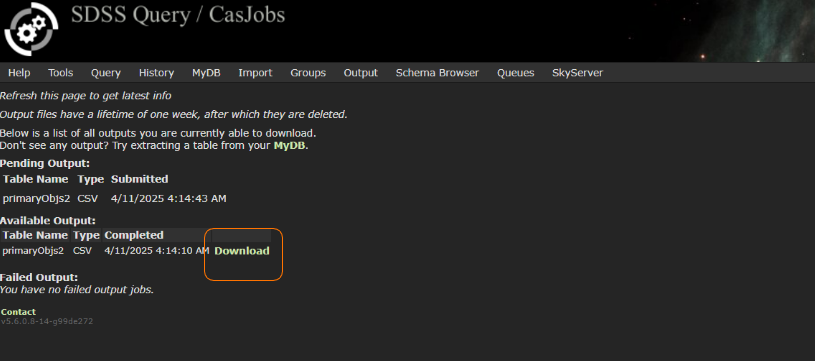 SDSS Query / CasJobs
Help Tools Query History MyDB Import Groups Output Schema Browser Queues SkyServer
Refresh this page to get latest info
Output files have a lifetime of one week, after which they are deleted.
Below is a list of all outputs you are currently able to download.
Don't see any output? Try extracting a table from your MyDB.
Pending Output:
Table Name Type Submitted
primaryObjs2 CSV 4/11/2025 4:14:43 AM
Available Output:
Table Name Type Completed
primaryObjs2 CSV 4/11/2025 4:14:10 AM Download
Failed Output:
You have no failed output jobs.
Contact
v5.6.0.8-14-g99de272